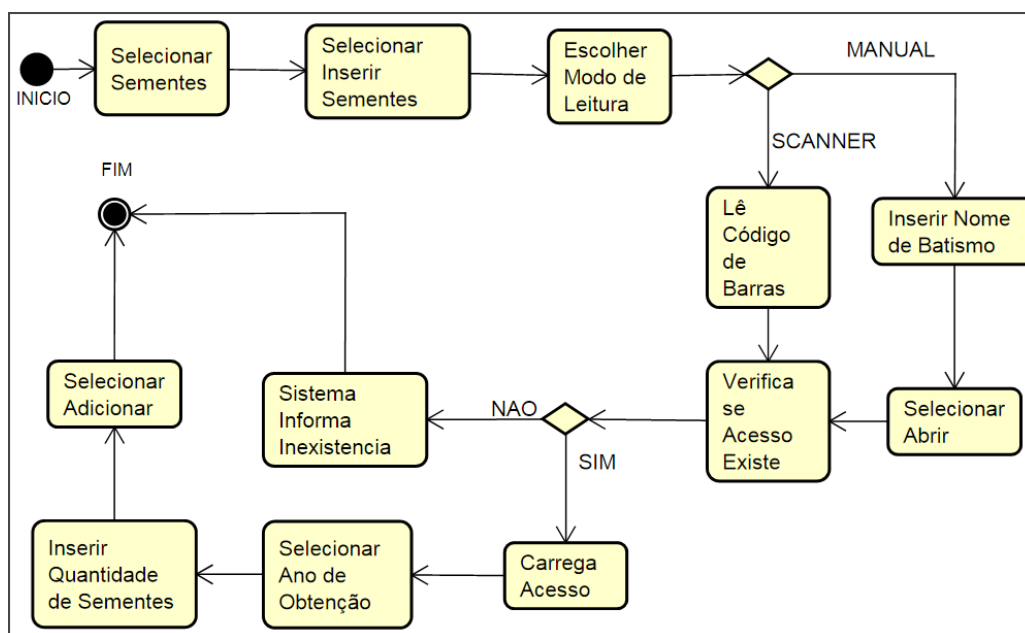 INICIO
Selecionar
Sementes
Selecionar
Inserir
Sementes
Escolher
Modo de
Leitura
MANUAL
SCANNER
Lê
Código
de
Barras
Inserir Nome
de Batismo
Selecionar
Abrir
Verifica
se
Acesso
Existe
NAO
SIM
Sistema
Informa
Inexistencia
FIM
Carrega
Acesso
Selecionar
Ano de
Obtenção
Inserir
Quantidade
de Sementes
Selecionar
Adicionar